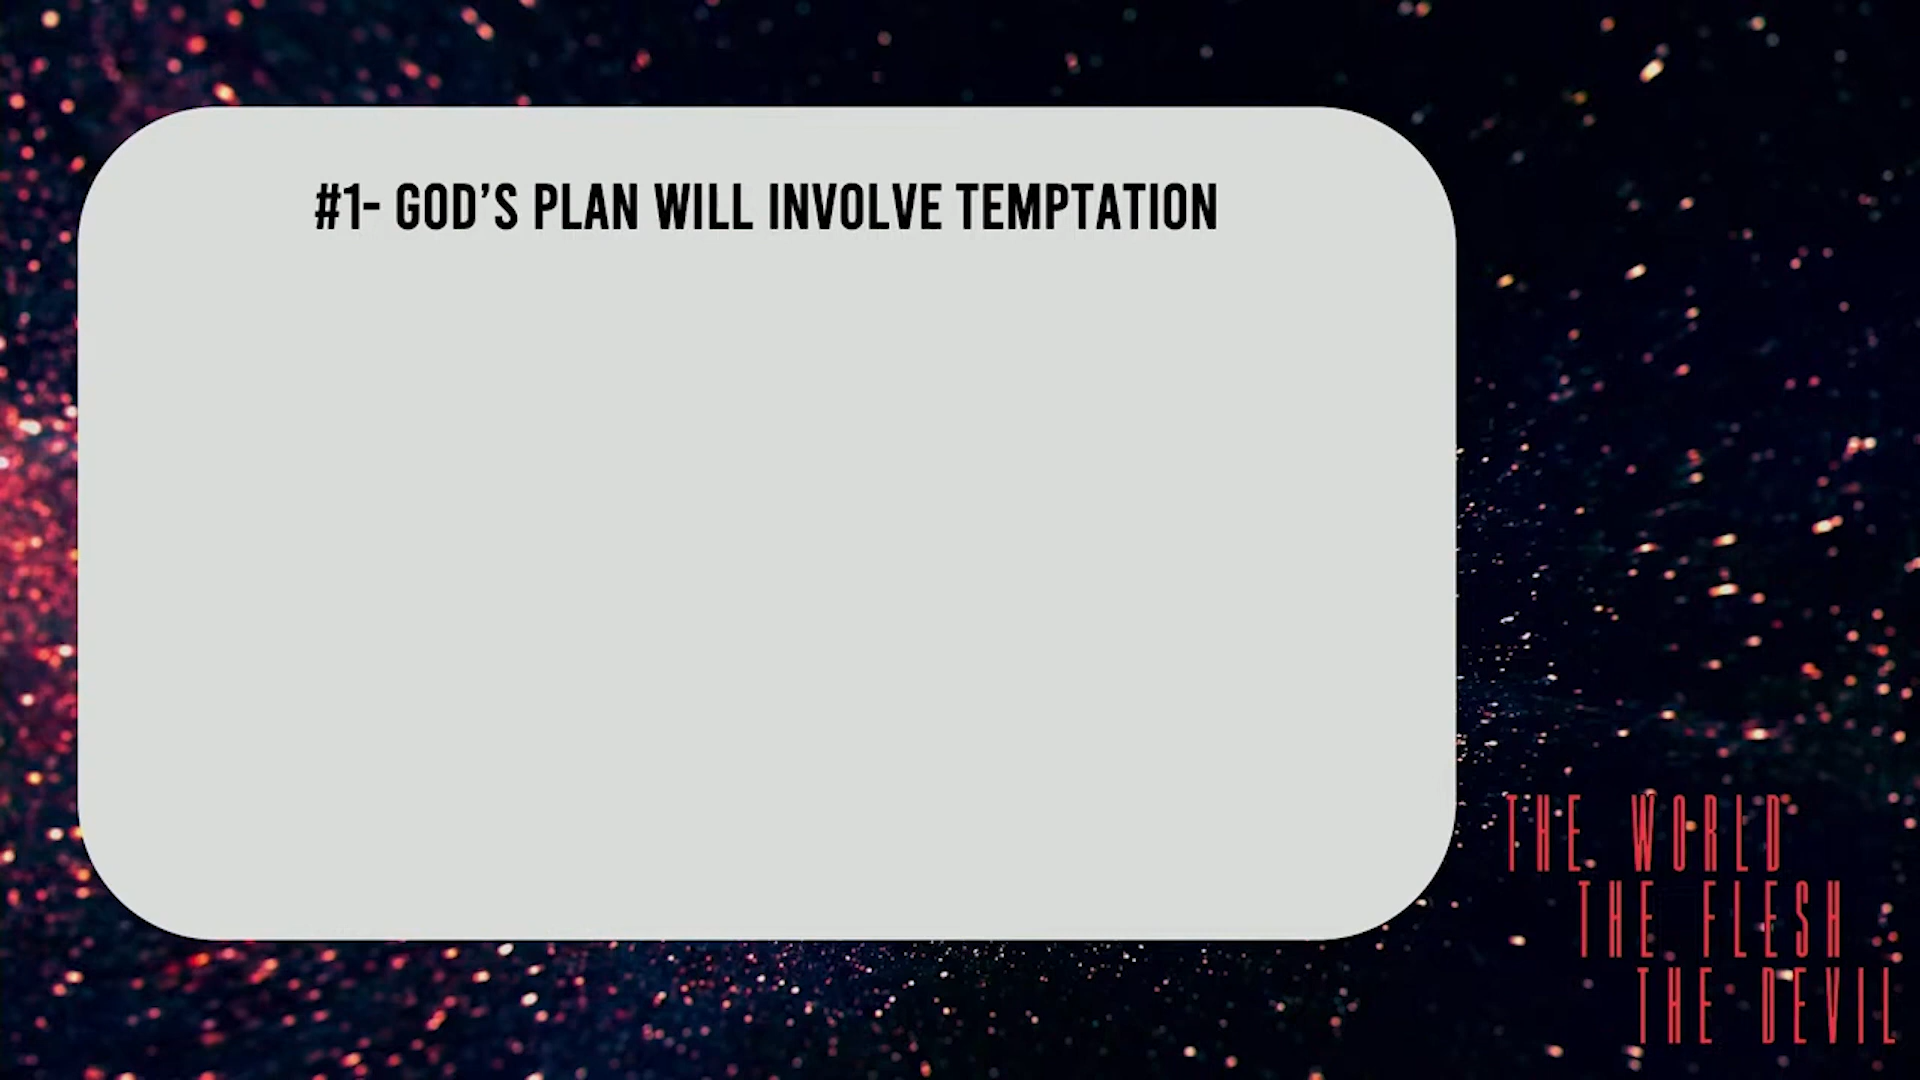 #1- GOD’S PLAN WILL INVOLVE TEMPTATION
THE WORLD
THE FLESH
THE DEVIL